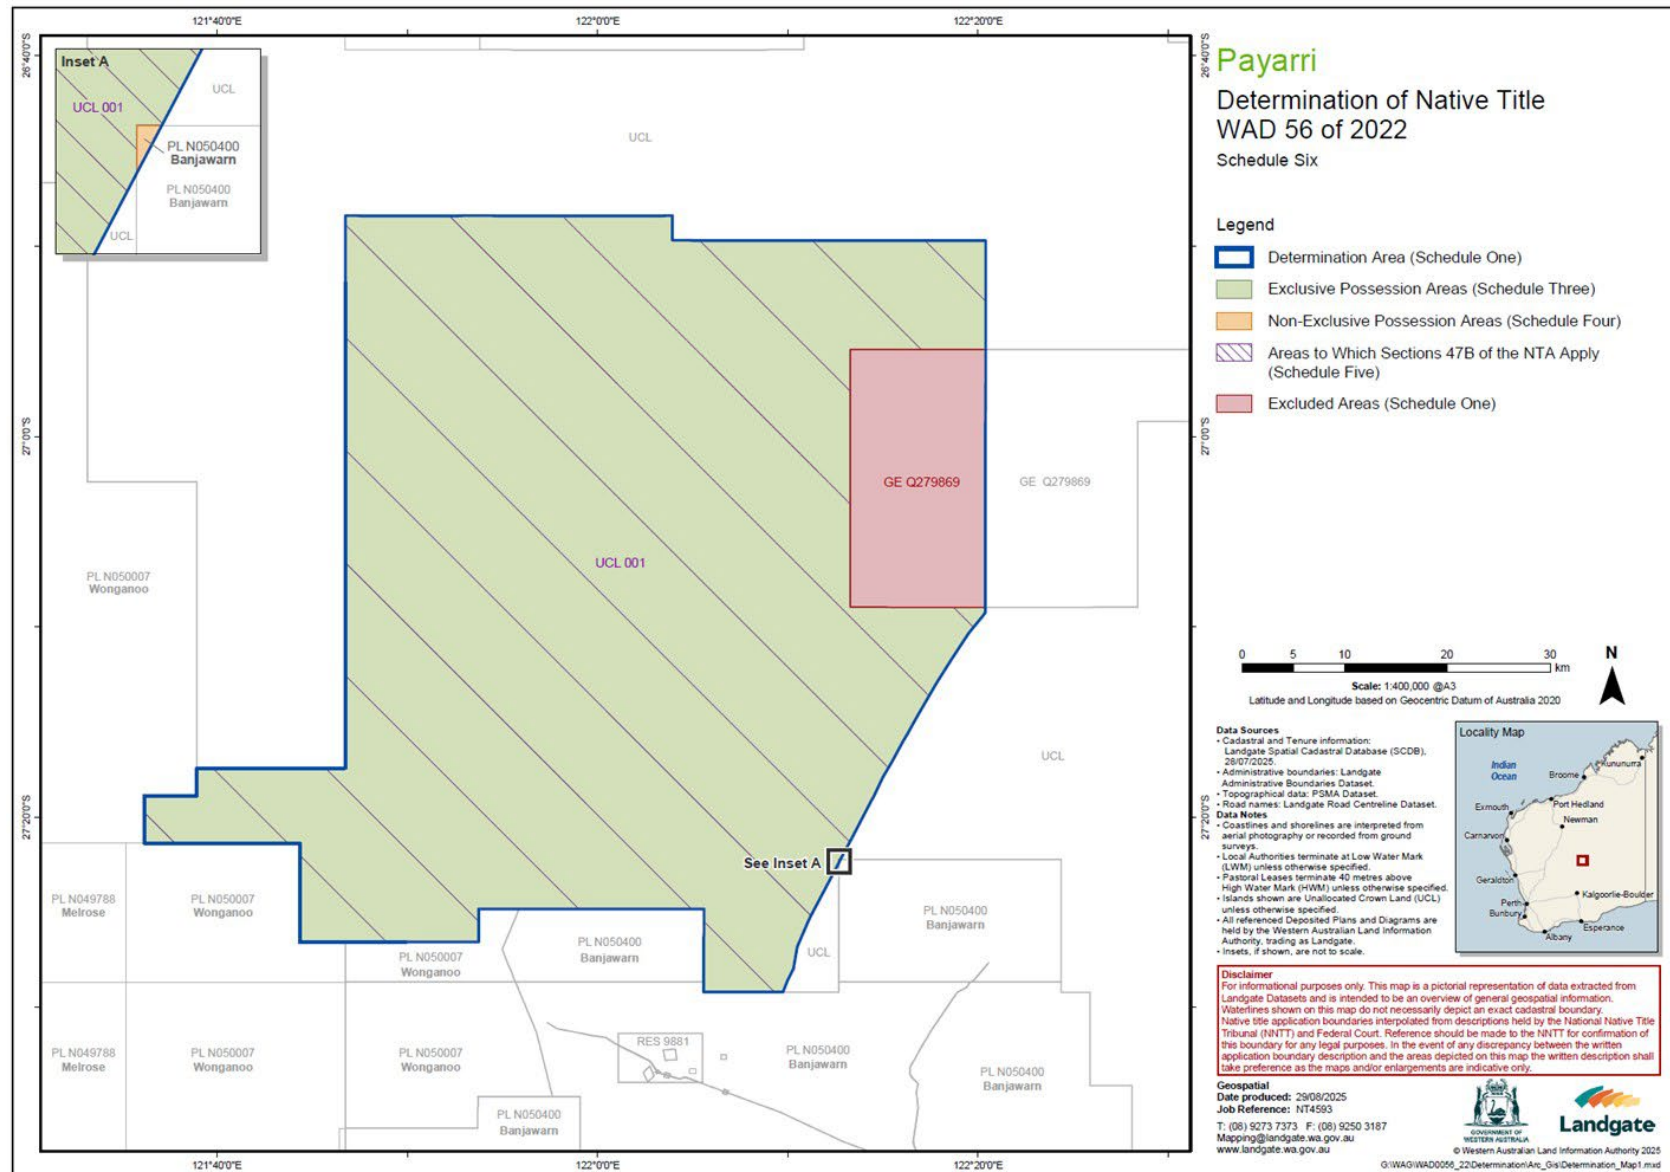 121°40'0"E
122°0'0"E
122°20'0"E
26°40'0"S
26°40'0"S
27°0'0"S
27°0'0"S
27°20'0"S
27°20'0"S
121°40'0"E
122°0'0"E
122°20'0"E
Inset A
UCL
UCL 001
PL N050400
Banjawarn
PL N050400
Banjawarn
UCL
UCL
GE Q279869
GE Q279869
UCL 001
PL N050007
Wonganoo
UCL
See Inset A
PL N049788
Melrose
PL N050007
Wonganoo
PL N050400
Banjawarn
PL N050007
Wonganoo
PL N050400
Banjawarn
UCL
RES 9881
PL N049788
Melrose
PL N050007
Wonganoo
PL N050007
Wonganoo
PL N050400
Banjawarn
PL N050400
Banjawarn
PL N050400
Banjawarn
Payarri
Determination of Native Title
WAD 56 of 2022
Schedule Six
Legend
Determination Area (Schedule One)
Exclusive Possession Areas (Schedule Three)
Non-Exclusive Possession Areas (Schedule Four)
Areas to Which Sections 47B of the NTA Apply
(Schedule Five)
Excluded Areas (Schedule One)
0 5 10 20 30
km
N
Scale: 1:400,000 @A3
Latitude and Longitude based on Geocentric Datum of Australia 2020
Data Sources
• Cadastral and Tenure information:
Landgate Spatial Cadastral Database (SCDB),
28/07/2025.
• Administrative boundaries: Landgate
Administrative Boundaries Dataset.
• Topographical data: PSMA Dataset.
• Road names: Landgate Road Centreline Dataset.
Data Notes
• Coastlines and shorelines are interpreted from
aerial photography or recorded from ground
surveys.
• Local Authorities terminate at Low Water Mark
(LWM) unless otherwise specified.
• Pastoral Leases terminate 40 metres above
High Water Mark (HWM) unless otherwise specified.
• Islands shown are Unallocated Crown Land (UCL)
unless otherwise specified.
• All referenced Deposited Plans and Diagrams are
held by the Western Australian Land Information
Authority, trading as Landgate.
• Insets, if shown, are not to scale.
Locality Map
Indian
Ocean
Kununurra
Broome
Exmouth
Port Hedland
Newman
Carnarvon
Geraldton
Kalgoorlie-Boulder
Perth
Bunbury
Esperance
Albany
Disclaimer
For informational purposes only. This map is a pictorial representation of data extracted from
Landgate Datasets and is intended to be an overview of general geospatial information.
Waterlines shown on this map do not necessarily depict an exact cadastral boundary.
Native title application boundaries interpolated from descriptions held by the National Native Title
Tribunal (NNTT) and Federal Court. Reference should be made to the NNTT for confirmation of
this boundary for any legal purposes. In the event of any discrepancy between the written
application boundary description and the areas depicted on this map the written description shall
take preference as the maps and/or enlargements are indicative only.
Geospatial
Date produced: 29/08/2025
Job Reference: NT4593
T: (08) 9273 7373 F: (08) 9250 3187
Mapping@landgate.wa.gov.au
www.landgate.wa.gov.au
GOVERNMENT OF
WESTERN AUSTRALIA
Landgate
© Western Australian Land Information Authority 2025
G:\WAG\WAD0056_22\Determination\Arc_Gis\Determination_Map1.mxd